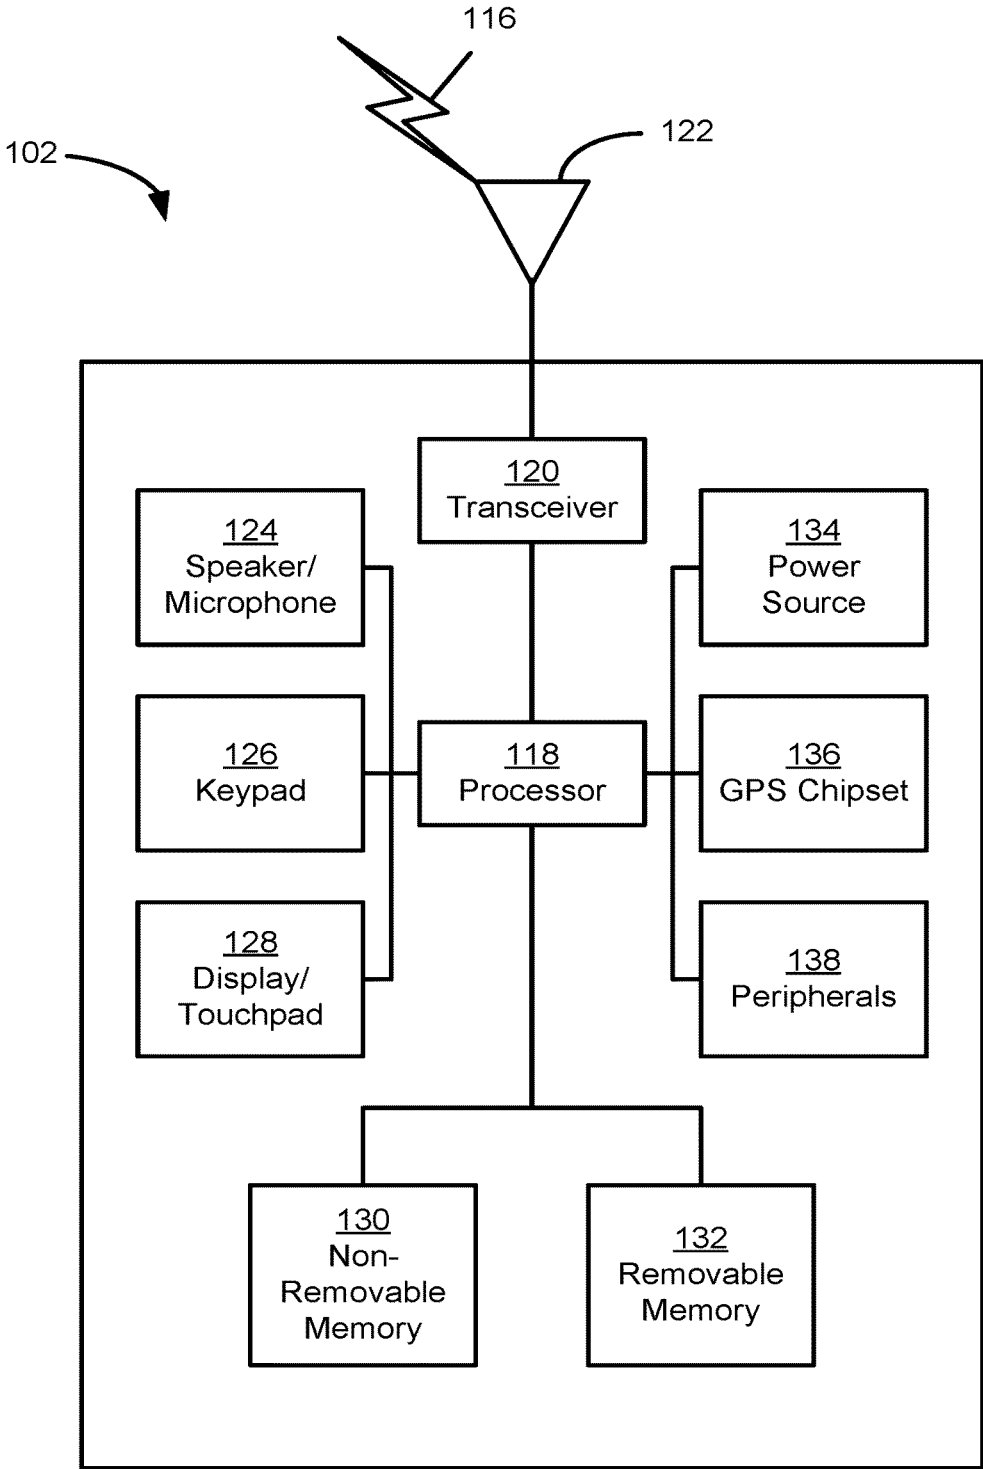 116
122
102
120
Transceiver
124
Speaker/
Microphone
134
Power
Source
126
Keypad
118
Processor
136
GPS Chipset
128
Display/
Touchpad
138
Peripherals
130
Non-
Removable
Memory
132
Removable
Memory